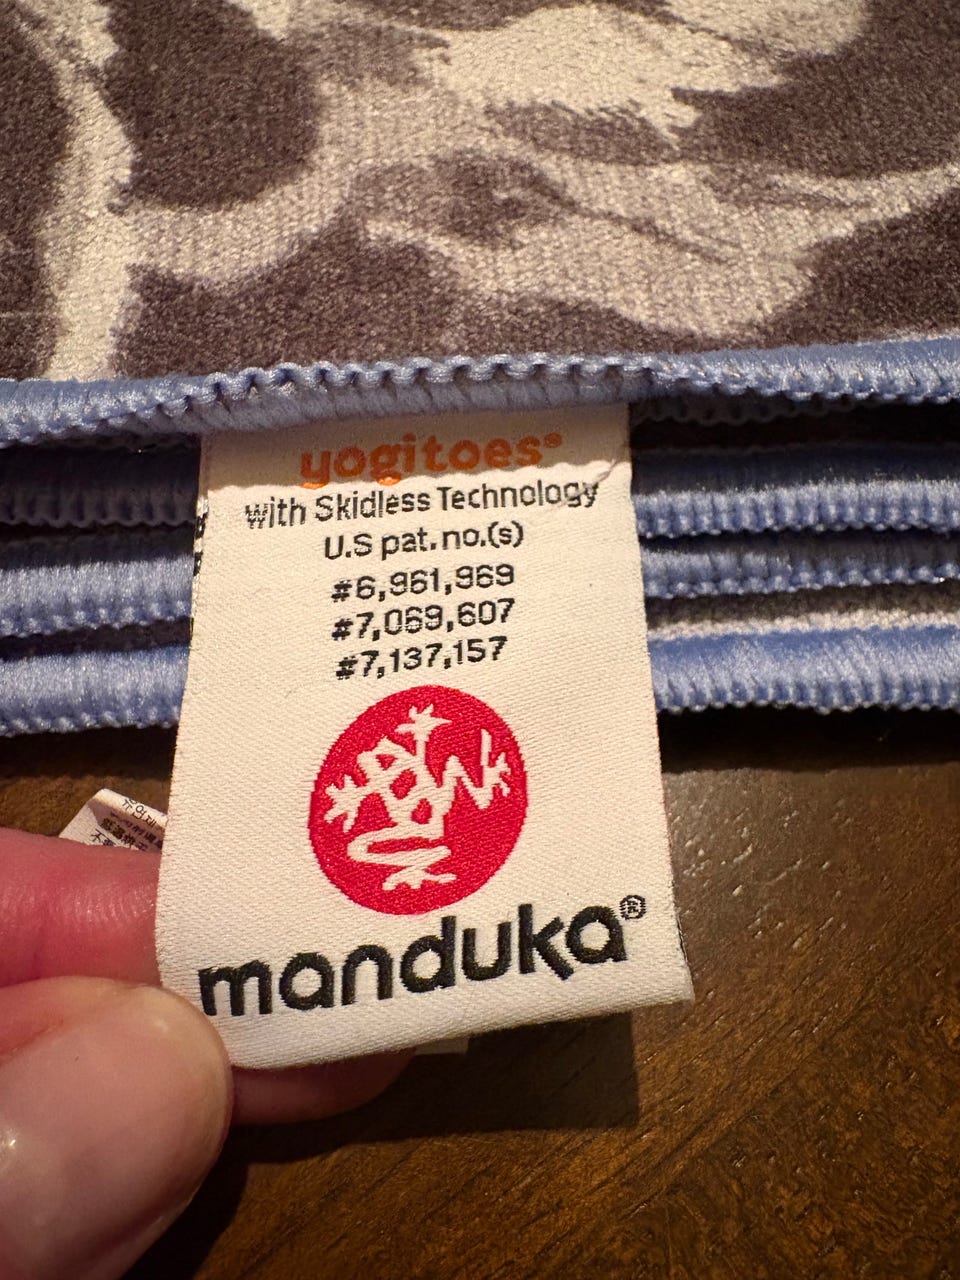 yogitoes®
with Skidless Technology
U.S pat. no.(s)
#6,961,969
#7,069,607
#7,137,157
manduka®